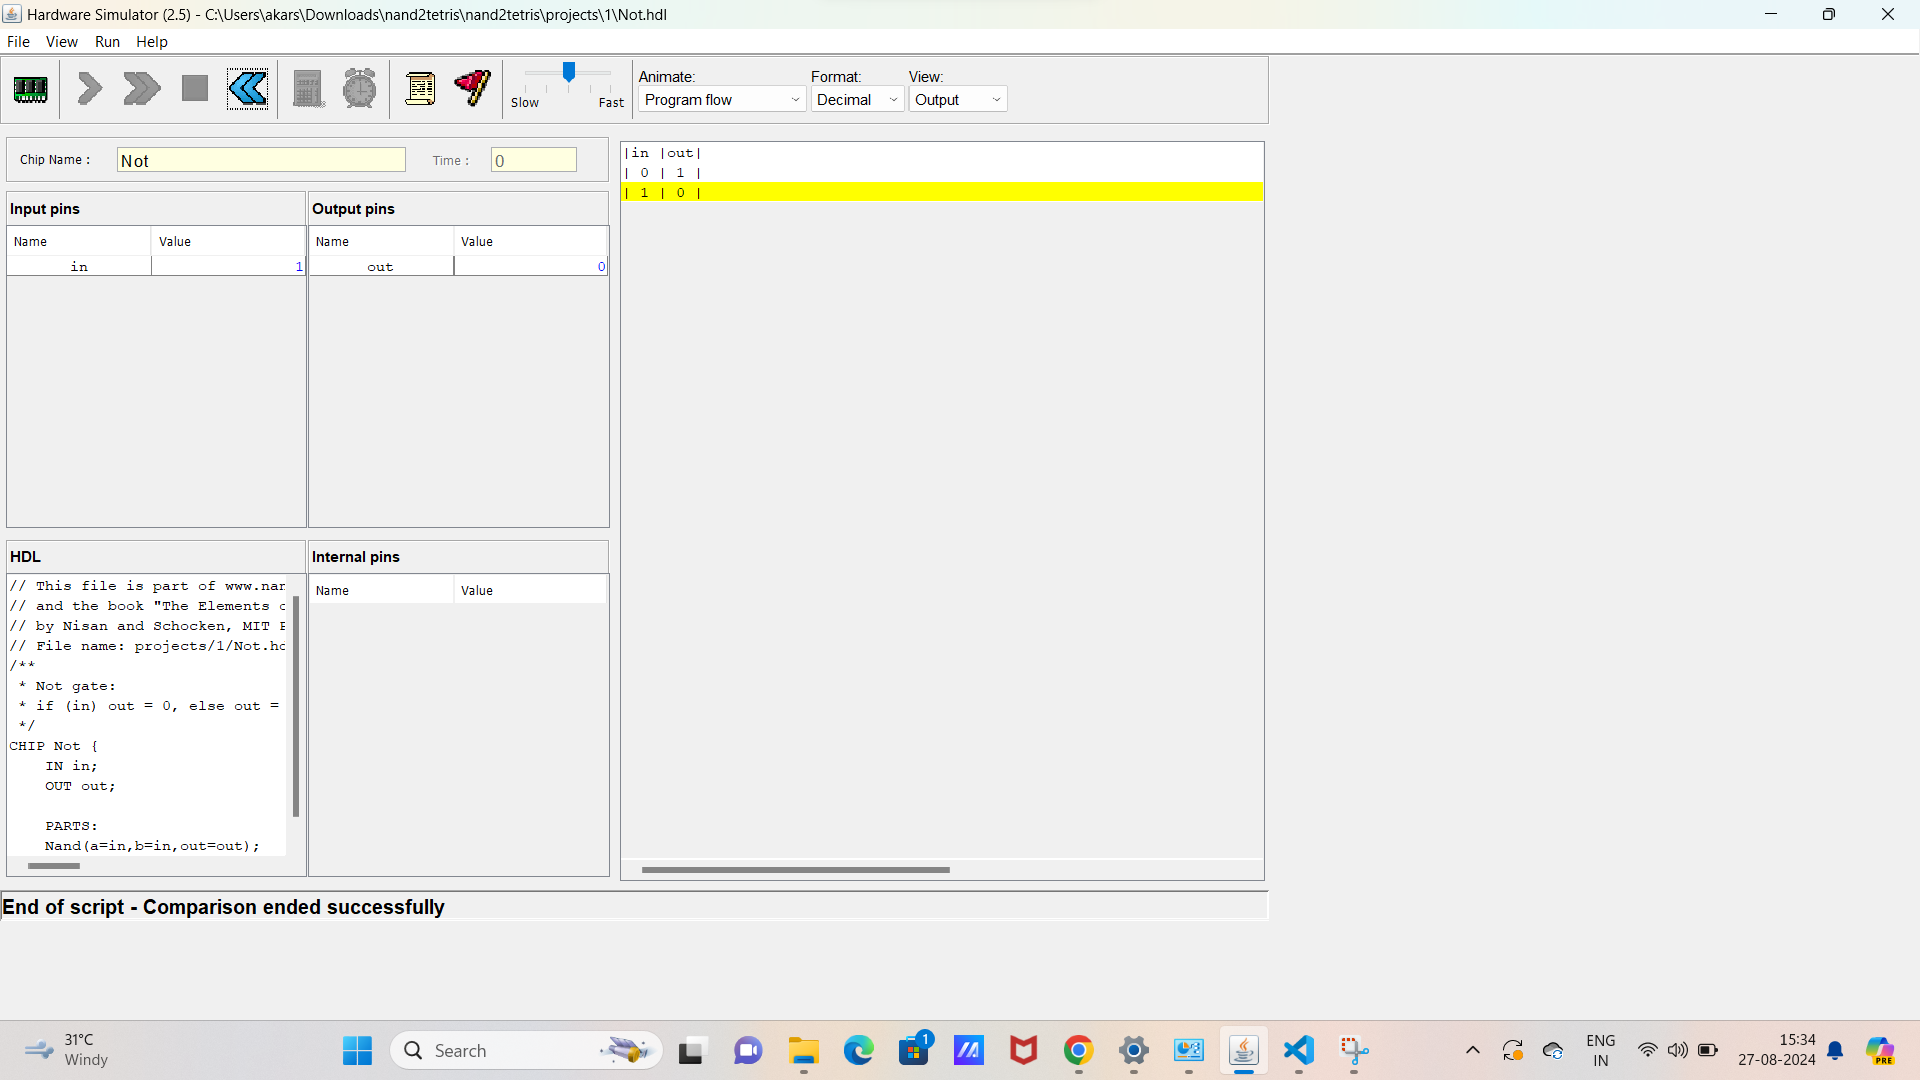 Hardware Simulator (2.5) - C:\Users\akars\Downloads\nand2tetris\nand2tetris\projects\1\Not.hdl
File View Run Help
Slow Fast
Animate: Format: View:
Program flow Decimal Output
Chip Name : Not Time : 0
Input pins
Name Value
in 1
Output pins
Name Value
out 0
|in |out|
| 0 | 1 |
| 1 | 0 |
HDL
// This file is part of www.nan
// and the book "The Elements o
// by Nisan and Schocken, MIT P
// File name: projects/1/Not.hd
/**
* Not gate:
* if (in) out = 0, else out =
*/
CHIP Not {
IN in;
OUT out;
PARTS:
Nand(a=in,b=in,out=out);
Internal pins
Name Value
End of script - Comparison ended successfully
31°C
Windy
Search
1
ENG
IN
15:34
27-08-2024
PRE